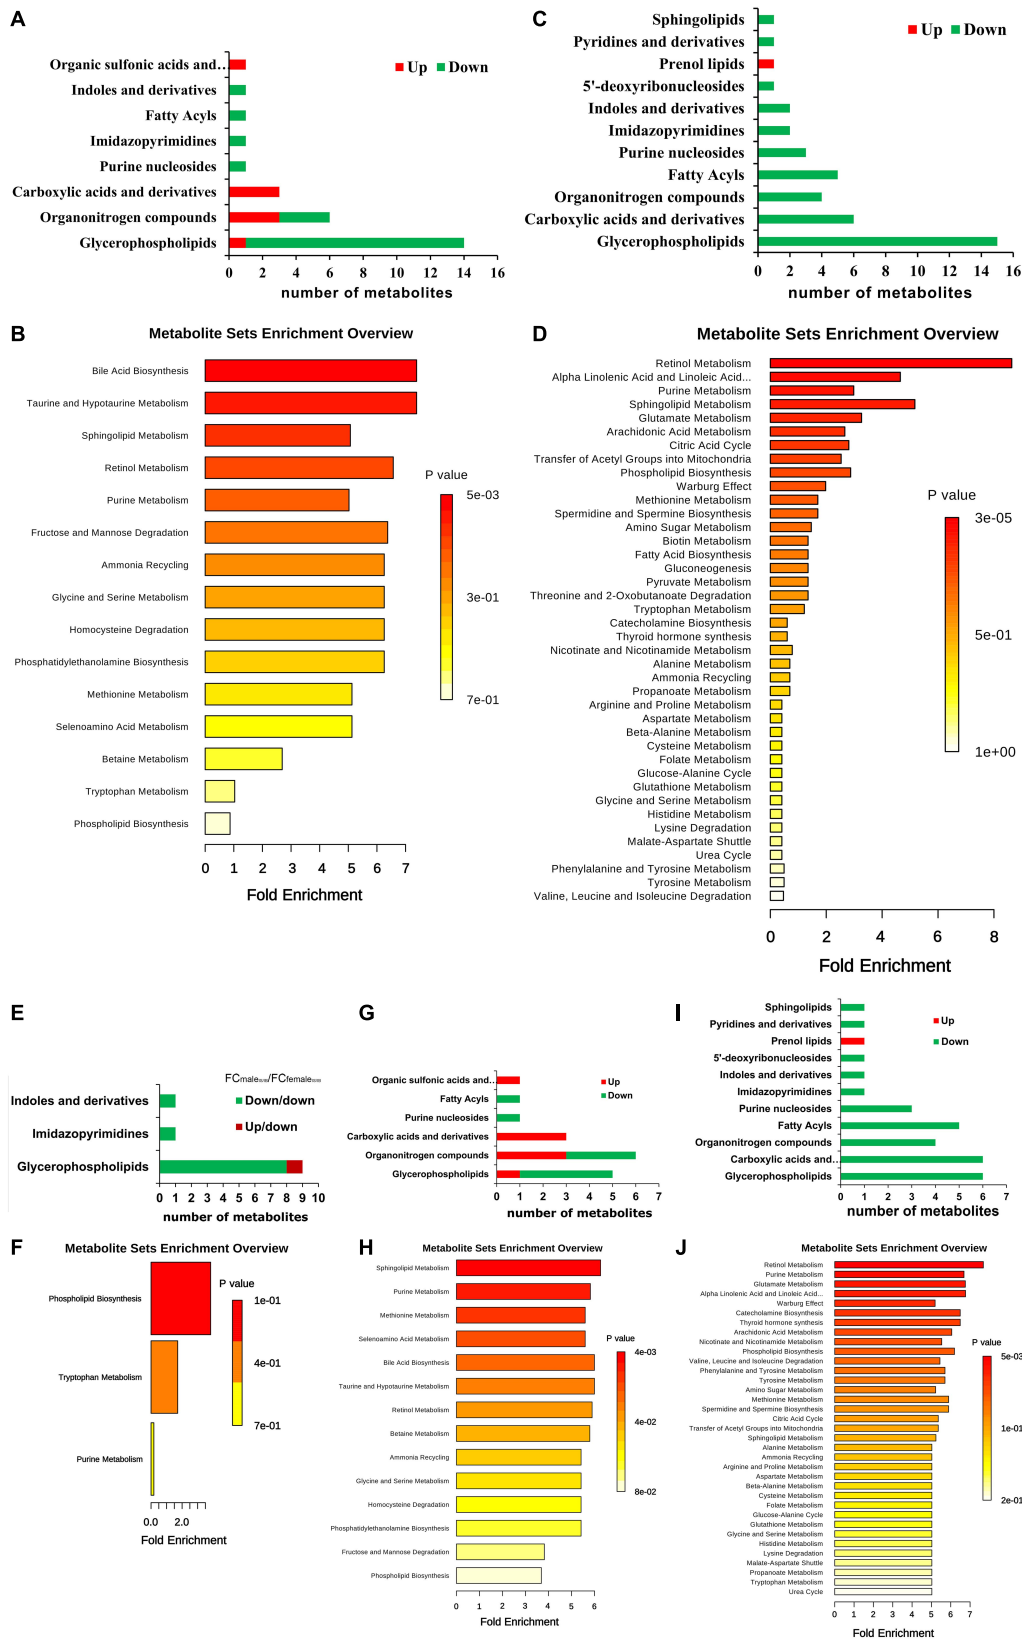 A
Up Down
Organic sulfonic acids and..
Indoles and derivatives
Fatty Acyls
Imidazopyrimidines
Purine nucleosides
Carboxylic acids and derivatives
Organonitrogen compounds
Glycerophospholipids
0 2 4 6 8 10 12 14 16
number of metabolites
C
Up Down
Sphingolipids
Pyridines and derivatives
Prenol lipids
5'-deoxyribonucleosides
Indoles and derivatives
Imidazopyrimidines
Purine nucleosides
Fatty Acyls
Organonitrogen compounds
Carboxylic acids and derivatives
Glycerophospholipids
0 2 4 6 8 10 12 14 16
number of metabolites
B
Metabolite Sets Enrichment Overview
Bile Acid Biosynthesis
Taurine and Hypotaurine Metabolism
Sphingolipid Metabolism
Retinol Metabolism
Purine Metabolism
Fructose and Mannose Degradation
Ammonia Recycling
Glycine and Serine Metabolism
Homocysteine Degradation
Phosphatidylethanolamine Biosynthesis
Methionine Metabolism
Selenoamino Acid Metabolism
Betaine Metabolism
Tryptophan Metabolism
Phospholipid Biosynthesis
0 1 2 3 4 5 6 7
Fold Enrichment
P value
5e-03
3e-01
7e-01
D
Metabolite Sets Enrichment Overview
Retinol Metabolism
Alpha Linolenic Acid and Linoleic Acid...
Purine Metabolism
Sphingolipid Metabolism
Glutamate Metabolism
Arachidonic Acid Metabolism
Citric Acid Cycle
Transfer of Acetyl Groups into Mitochondria
Phospholipid Biosynthesis
Warburg Effect
Methionine Metabolism
Spermidine and Spermine Biosynthesis
Amino Sugar Metabolism
Biotin Metabolism
Fatty Acid Biosynthesis
Gluconeogenesis
Pyruvate Metabolism
Threonine and 2-Oxobutanoate Degradation
Tryptophan Metabolism
Catecholamine Biosynthesis
Thyroid hormone synthesis
Nicotinate and Nicotinamide Metabolism
Alanine Metabolism
Ammonia Recycling
Propanoate Metabolism
Arginine and Proline Metabolism
Aspartate Metabolism
Beta-Alanine Metabolism
Cysteine Metabolism
Folate Metabolism
Glucose-Alanine Cycle
Glutathione Metabolism
Glycine and Serine Metabolism
Histidine Metabolism
Lysine Degradation
Malate-Aspartate Shuttle
Urea Cycle
Phenylalanine and Tyrosine Metabolism
Tyrosine Metabolism
Valine, Leucine and Isoleucine Degradation
0 2 4 6 8
Fold Enrichment
P value
3e-05
5e-01
1e+00
E
FCmale /FCfemale
Down/down
Up/down
Indoles and derivatives
Imidazopyrimidines
Glycerophospholipids
0 1 2 3 4 5 6 7 8 9 10
number of metabolites
G
Up
Down
Organic sulfonic acids and..
Fatty Acyls
Purine nucleosides
Carboxylic acids and derivatives
Organonitrogen compounds
Glycerophospholipids
0 1 2 3 4 5 6 7
number of metabolites
I
Up
Down
Sphingolipids
Pyridines and derivatives
Prenol lipids
5'-deoxyribonucleosides
Indoles and derivatives
Imidazopyrimidines
Purine nucleosides
Fatty Acyls
Organonitrogen compounds
Carboxylic acids and..
Glycerophospholipids
0 1 2 3 4 5 6 7
number of metabolites
F
Metabolite Sets Enrichment Overview
Phospholipid Biosynthesis
Tryptophan Metabolism
Purine Metabolism
0.0 2.0
Fold Enrichment
P value
1e-01
4e-01
7e-01
H
Metabolite Sets Enrichment Overview
Sphingolipid Metabolism
Purine Metabolism
Methionine Metabolism
Selenoamino Acid Metabolism
Bile Acid Biosynthesis
Taurine and Hypotaurine Metabolism
Retinol Metabolism
Betaine Metabolism
Ammonia Recycling
Glycine and Serine Metabolism
Homocysteine Degradation
Phosphatidylethanolamine Biosynthesis
Fructose and Mannose Degradation
Phospholipid Biosynthesis
0 1 2 3 4 5 6
Fold Enrichment
P value
4e-03
4e-02
8e-02
J
Metabolite Sets Enrichment Overview
Retinol Metabolism
Purine Metabolism
Glutamate Metabolism
Alpha Linolenic Acid and Linoleic Acid...
Warburg Effect
Catecholamine Biosynthesis
Thyroid hormone synthesis
Arachidonic Acid Metabolism
Nicotinate and Nicotinamide Metabolism
Phospholipid Biosynthesis
Valine, Leucine and Isoleucine Degradation
Phenylalanine and Tyrosine Metabolism
Tyrosine Metabolism
Amino Sugar Metabolism
Methionine Metabolism
Spermidine and Spermine Biosynthesis
Citric Acid Cycle
Transfer of Acetyl Groups into Mitochondria
Sphingolipid Metabolism
Alanine Metabolism
Ammonia Recycling
Arginine and Proline Metabolism
Aspartate Metabolism
Beta-Alanine Metabolism
Cysteine Metabolism
Folate Metabolism
Glucose-Alanine Cycle
Glutathione Metabolism
Glycine and Serine Metabolism
Histidine Metabolism
Lysine Degradation
Malate-Aspartate Shuttle
Propanoate Metabolism
Tryptophan Metabolism
Urea Cycle
0 1 2 3 4 5 6 7
Fold Enrichment
P value
5e-03
1e-01
2e-01